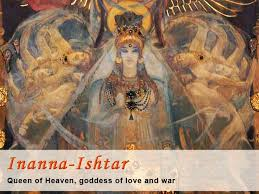 Inanna-Ishtar
Queen of Heaven, goddess of love and war